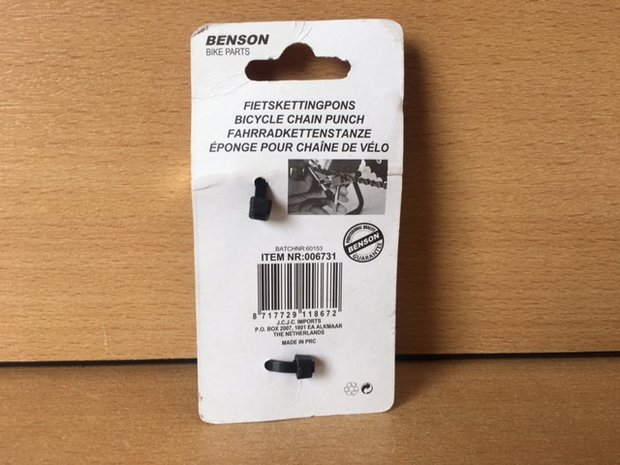 BENSON
BIKE PARTS
FIETSKETTINGPONS
BICYCLE CHAIN PUNCH
FAHRRADKETTENSTANZE
ÉPONGE POUR CHAÎNE DE VÉLO
BENSON
GUARANTEE
BATCHNR:60153
ITEM NR:006731
8 717729 118672
J.C.J.C. IMPORTS
P.O. BOX 2007, 1801 EA ALKMAAR
THE NETHERLANDS
MADE IN PRC